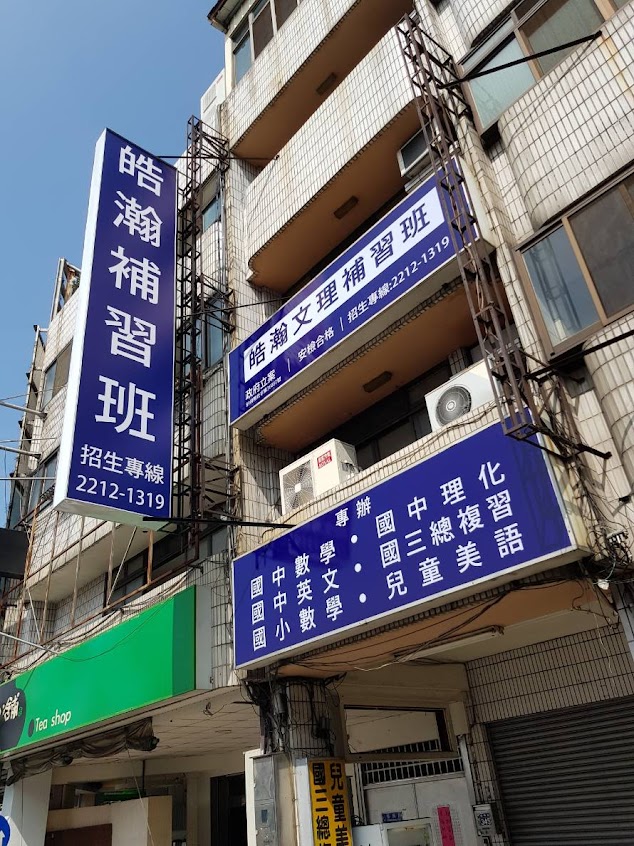 皓瀚補習班
招生專線
2212-1319
皓瀚文理補習班
政府立案
安檢合格｜招生專線:2212-1319
專辦
國中數學•國中理化
國中英文•國三總複習
國小數學•兒童美語
Tea shop
兒童美
國三總